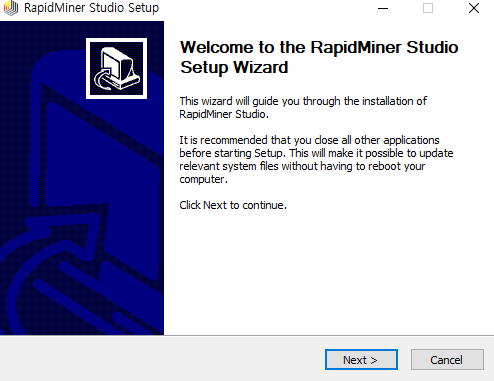 RapidMiner Studio Setup
Welcome to the RapidMiner Studio
Setup Wizard
This wizard will guide you through the installation of
RapidMiner Studio.
It is recommended that you close all other applications
before starting Setup. This will make it possible to update
relevant system files without having to reboot your
computer.
Click Next to continue.
Next >
Cancel